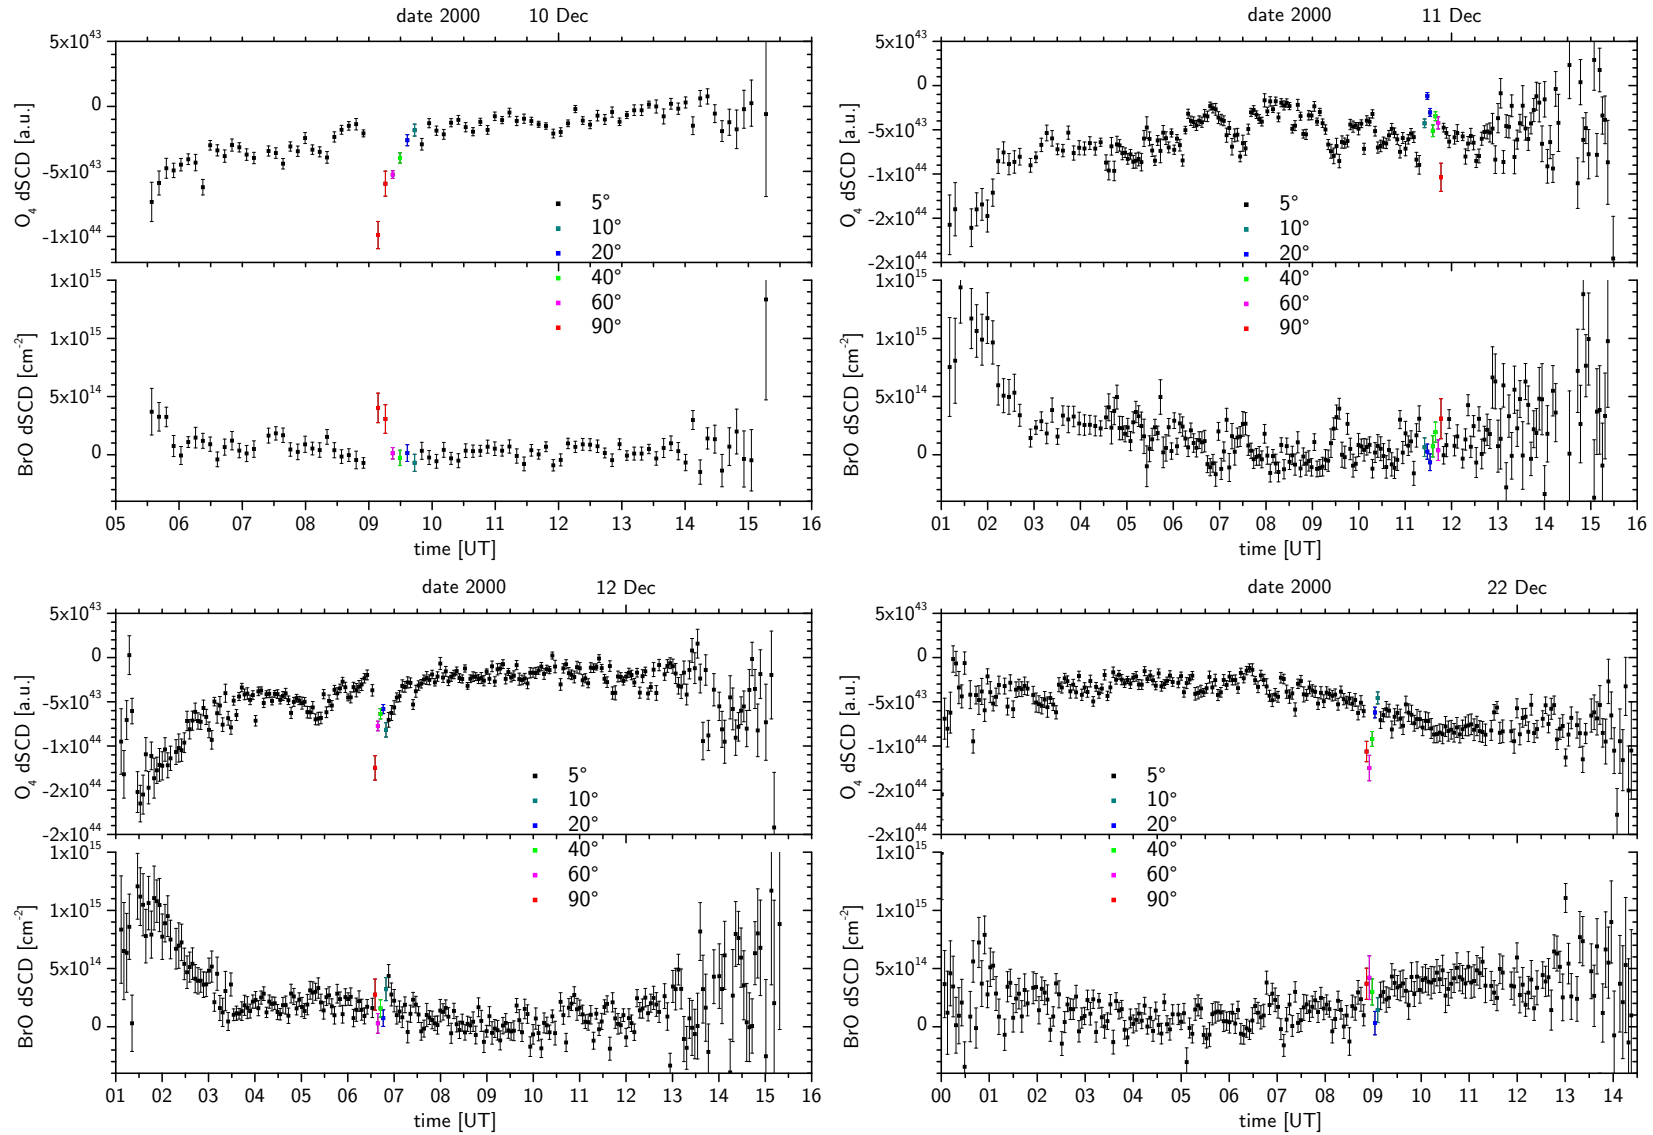 date 2000 10 Dec
5x10^43
0
-5x10^43
-1x10^44
O₄ dSCD [a.u.]
5°
10°
20°
40°
60°
90°
1x10^15
1x10^15
5x10^14
0
BrO dSCD [cm^-2]
05 06 07 08 09 10 11 12 13 14 15 16
time [UT]
date 2000 11 Dec
5x10^43
0
-5x10^43
-1x10^44
-2x10^44
-2x10^44
O₄ dSCD [a.u.]
5°
10°
20°
40°
60°
90°
1x10^15
1x10^15
5x10^14
0
BrO dSCD [cm^-2]
01 02 03 04 05 06 07 08 09 10 11 12 13 14 15 16
time [UT]
date 2000 12 Dec
5x10^43
0
-5x10^43
-1x10^44
-2x10^44
-2x10^44
O₄ dSCD [a.u.]
5°
10°
20°
40°
60°
90°
1x10^15
1x10^15
5x10^14
0
BrO dSCD [cm^-2]
01 02 03 04 05 06 07 08 09 10 11 12 13 14 15 16
time [UT]
date 2000 22 Dec
5x10^43
0
-5x10^43
-1x10^44
-2x10^44
-2x10^44
O₄ dSCD [a.u.]
5°
10°
20°
40°
60°
90°
1x10^15
1x10^15
5x10^14
0
BrO dSCD [cm^-2]
00 01 02 03 04 05 06 07 08 09 10 11 12 13 14
time [UT]